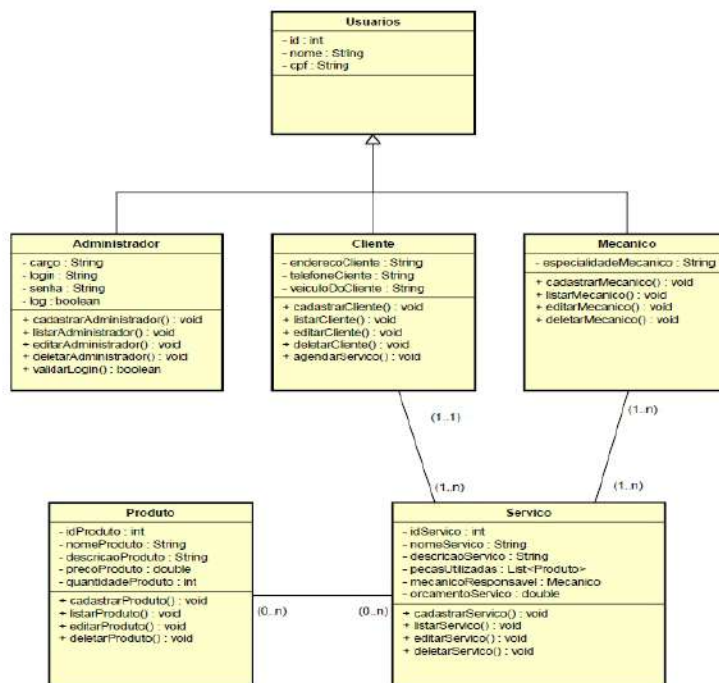 Usuarios
- id : int
- nome : String
- cpf : String
Administrador
- cargo : String
- login : String
- senha : String
- log : boolean
+ cadastrarAdministrador() : void
+ listarAdministrador() : void
+ editarAdministrador() : void
+ deletarAdministrador() : void
+ validarLogin() : boolean
Cliente
- enderecoCliente : String
- telefoneCiente : String
- veiculoDoCliente : String
+ cadastrarCliente() : void
+ listarCliente() : void
+ editarCliente() : void
+ deletarCliente() : void
+ agendarServico() : void
Mecanico
- especialidadeMecanico : String
+ cadastrarMecanico() : void
+ listarMecanico() : void
+ editarMecanico() : void
+ deletarMecanico() : void
(1..1)
(1..n)
(1..n)
(1..n)
Produto
- idProduto : int
- nomeProduto : String
- descricaoProduto : String
- precoProduto : double
- quantidadeProduto : int
+ cadastrarProduto() : void
+ listarProduto() : void
+ editarProduto() : void
+ deletarProduto() : void
(0..n)
(0..n)
Servico
- idServico : int
- nomeServico : String
- descricaoServico : String
- pecasUtilizadas : List<Produto>
- mecanicoResponsavel : Mecanico
- orcamentoServico : double
+ cadastrarServico() : void
+ listarServico() : void
+ editarServico() : void
+ deletarServico() : void